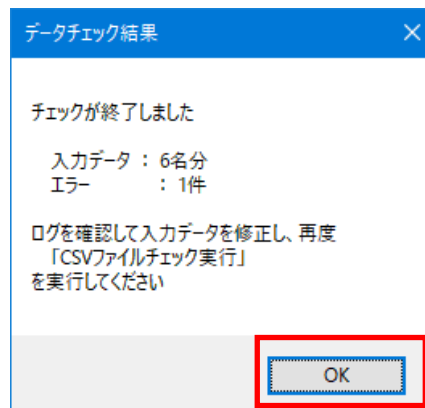 データチェック結果
チェックが終了しました
入力データ : 6名分
エラー : 1件
ログを確認して入力データを修正し、再度
「CSVファイルチェック実行」
を実行してください
OK